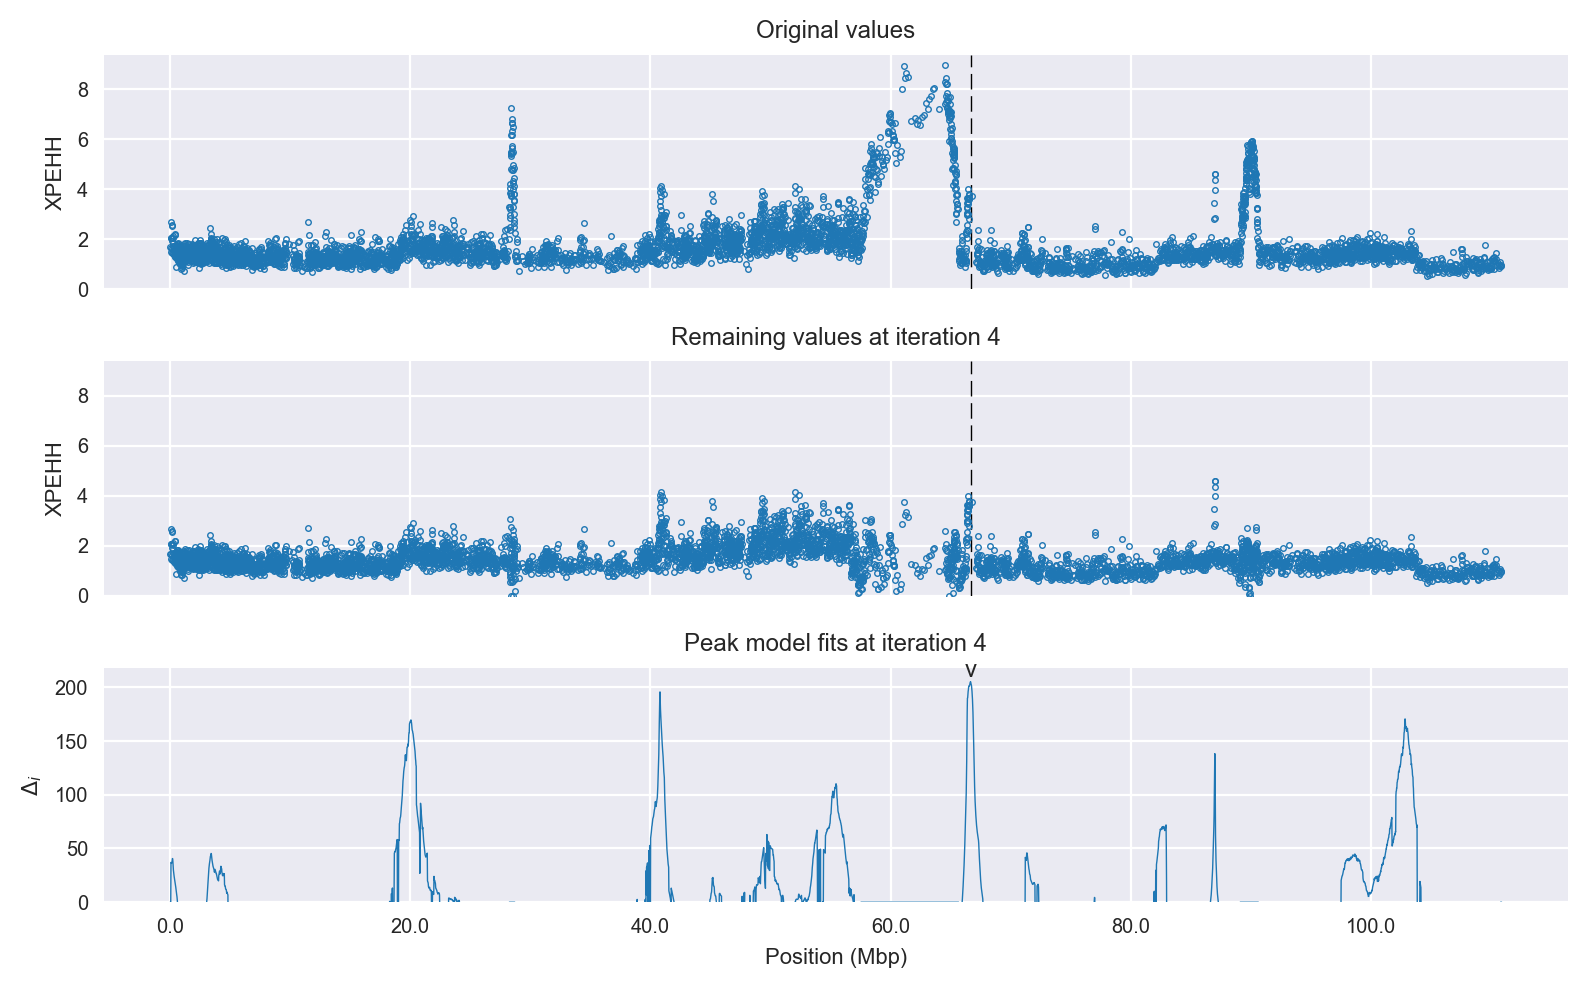 Original values
8
6
4
2
0
XPEHH
Remaining values at iteration 4
8
6
4
2
0
XPEHH
Peak model fits at iteration 4
v
200
150
100
50
0
Δi
0.0 20.0 40.0 60.0 80.0 100.0
Position (Mbp)